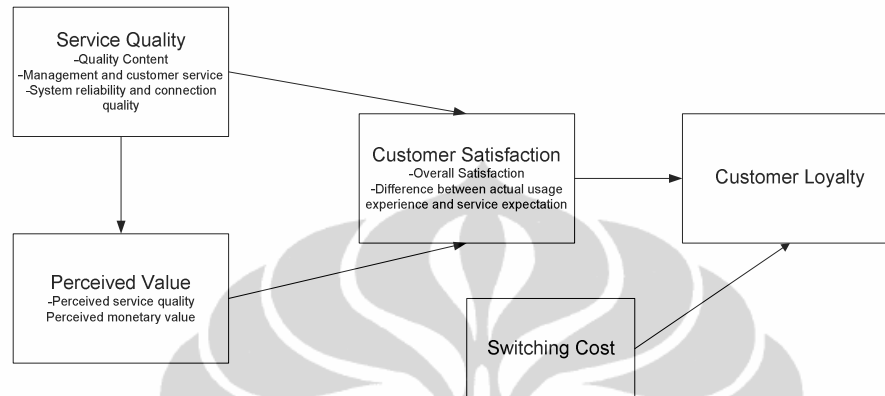 Service Quality
-Quality Content
-Management and customer service
-System reliability and connection
quality
Customer Satisfaction
-Overall Satisfaction
-Difference between actual usage
experience and service expectation
Customer Loyalty
Perceived Value
-Perceived service quality
Perceived monetary value
Switching Cost